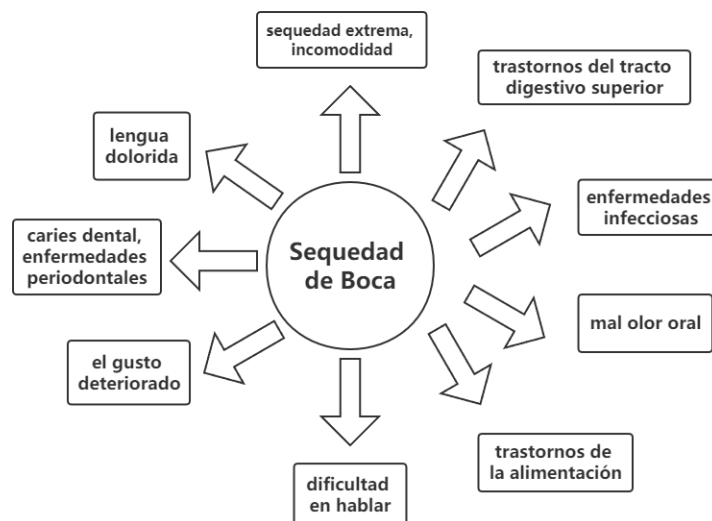 sequedad extrema,
incomodidad
trastornos del tracto
digestivo superior
lengua
dolorida
enfermedades
infecciosas
caries dental,
enfermedades
periodontales
Sequedad
de Boca
mal olor oral
el gusto
deteriorado
trastornos de
la alimentación
dificultad
en hablar